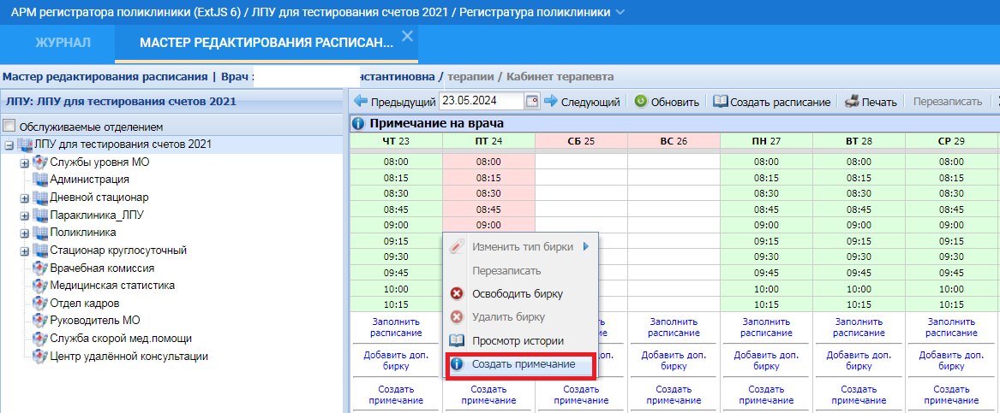 АРМ регистратора поликлиники (ExtJS 6) / ЛПУ для тестирования счетов 2021 / Регистратура поликлиники
ЖУРНАЛ
МАСТЕР РЕДАКТИРОВАНИЯ РАСПИСАН...
Мастер редактирования расписания | Врач : нстантиновна / терапии / Кабинет терапевта
ЛПУ: ЛПУ для тестирования счетов 2021
Обслуживаемые отделением
ЛПУ для тестирования счетов 2021
Службы уровня МО
Администрация
Дневной стационар
Параклиника_ЛПУ
Поликлиника
Стационар круглосуточный
Врачебная комиссия
Медицинская статистика
Отдел кадров
Руководитель МО
Служба скорой мед.помощи
Центр удалённой консультации
Предыдущий 23.05.2024 Следующий Обновить Создать расписание Печать Перезаписать
Примечание на врача
ЧТ 23 ПТ 24 СБ 25 ВС 26 ПН 27 ВТ 28 СР 29
08:00 08:00 08:00 08:00 08:00
08:15 08:15 08:15 08:15 08:15
08:30 08:30 08:30 08:30 08:30
08:45 08:45 08:45 08:45 08:45
09:00 09:00 09:00 09:00 09:00
09:15 09:15 09:15 09:15
09:30 09:30 09:30 09:30
09:45 09:45 09:45 09:45
10:00 10:00 10:00 10:00
10:15 10:15 10:15 10:15
Изменить тип бирки
Перезаписать
Освободить бирку
Удалить бирку
Просмотр истории
Создать примечание
Заполнить Заполнить Заполнить Заполнить Заполнить
расписание расписание расписание расписание расписание
Добавить доп. доп. Добавить доп. Добавить доп. Добавить доп. Добавить доп.
бирку бирку бирку бирку бирку
Создать Создать Создать Создать Создать Создать Создать
примечание примечание примечание примечание примечание примечание примечание